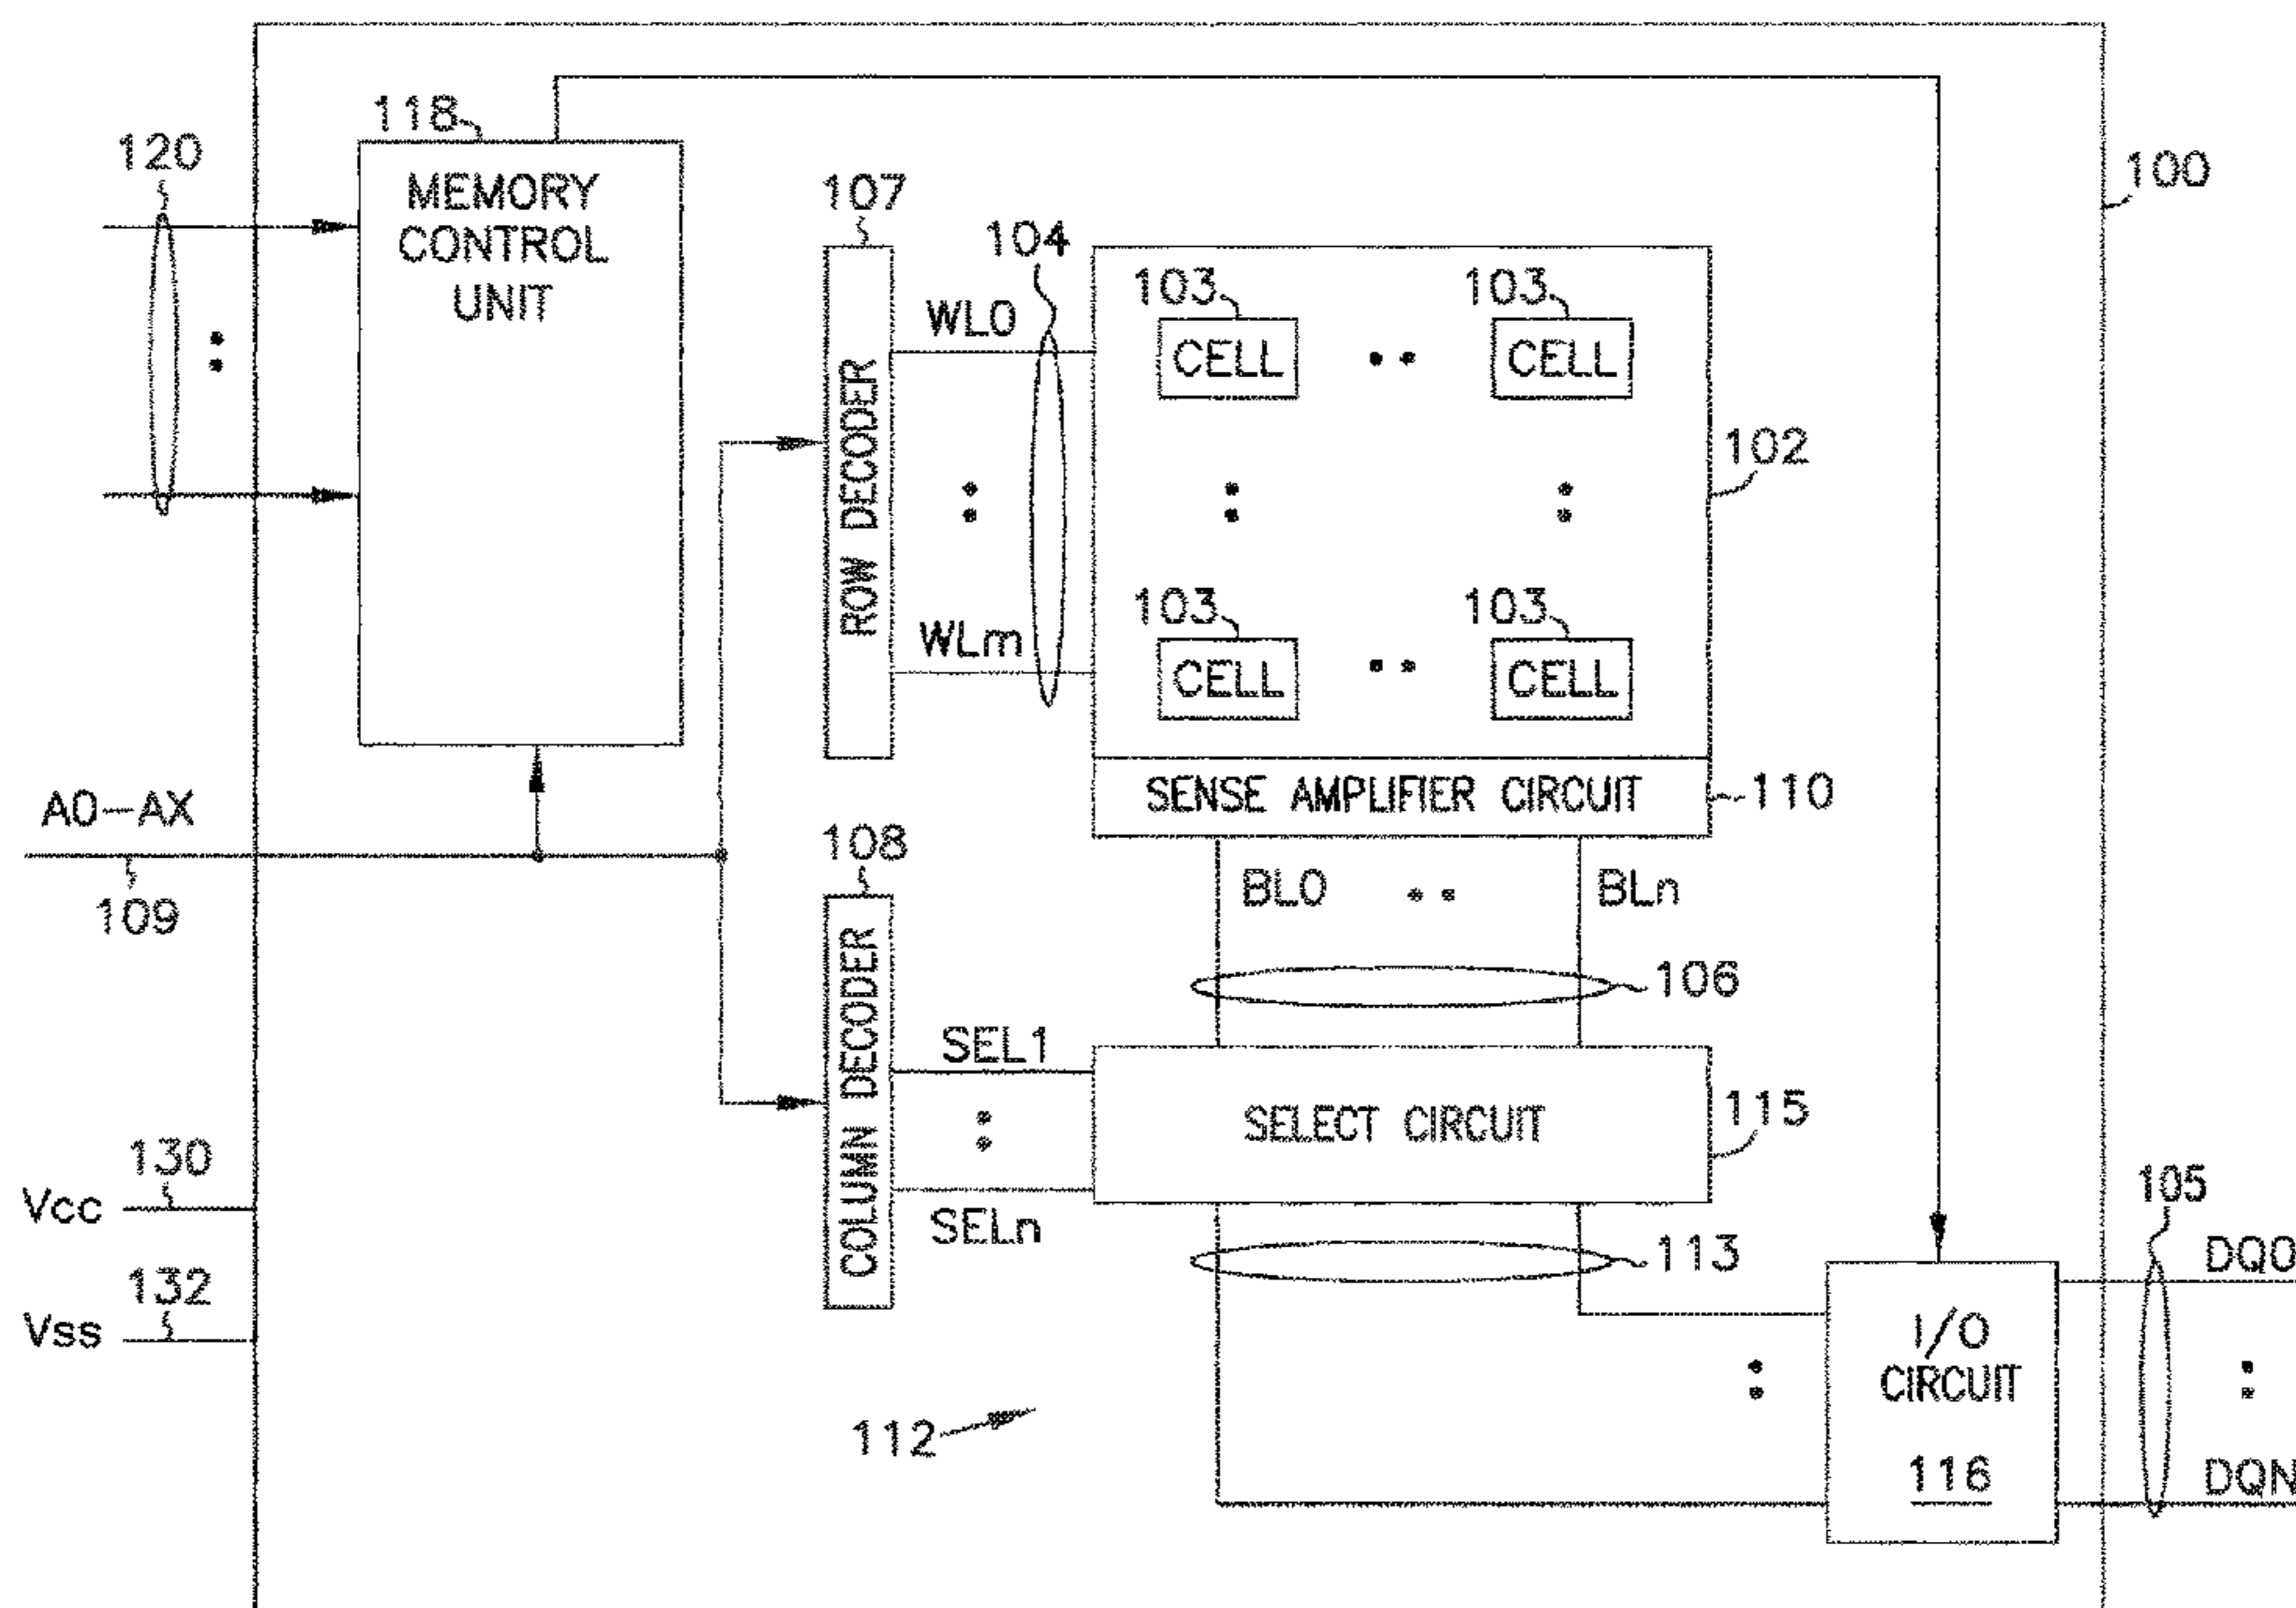 118
120
MEMORY
CONTROL
UNIT
107
104
100
WL0
103
103
CELL
CELL
ROW DECODER
102
103
103
WLm
CELL
CELL
A0-AX
SENSE AMPLIFIER CIRCUIT
110
108
109
BL0
BLn
106
COLUMN DECODER
SEL1
SELECT CIRCUIT
115
130
Vcc
SELn
105
113
DQ0
132
Vss
I/O
CIRCUIT
112
116
DQN